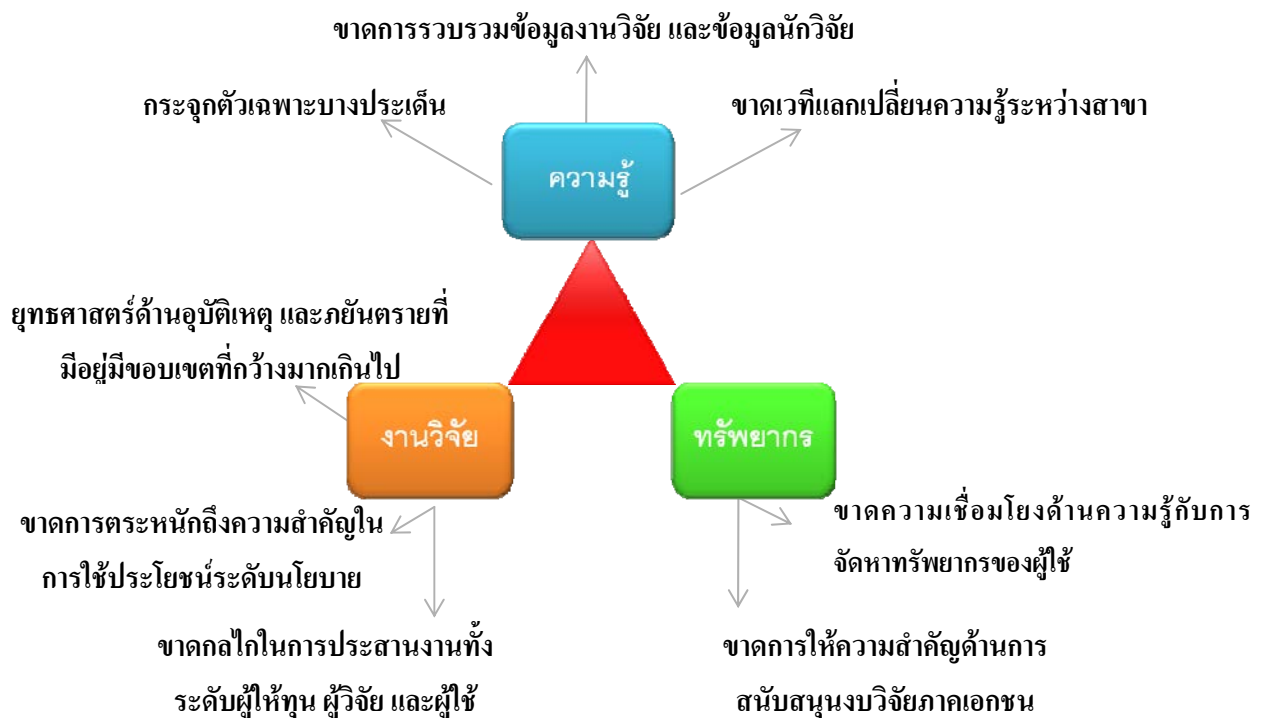 ขาดการรวบรวมข้อมูลงานวิจัย และข้อมูลนักวิจัย
กระจุกตัวเฉพาะบางประเด็น
ขาดเวทีแลกเปลี่ยนความรู้ระหว่างสาขา
ความรู้
ยุทธศาสตร์ด้านอุบัติเหตุ และภยันตรายที่
มีอยู่มีขอบเขตที่กว้างมากเกินไป
งานวิจัย
ทรัพยากร
ขาดการตระหนักถึงความสำคัญใน
การใช้ประโยชน์ระดับนโยบาย
ขาดความเชื่อมโยงด้านความรู้กับการ
จัดหาทรัพยากรของผู้ใช้
ขาดกลไกในการประสานงานทั้ง
ระดับผู้ให้ทุน ผู้วิจัย และผู้ใช้
ขาดการให้ความสำคัญด้านการ
สนับสนุนงบวิจัยภาคเอกชน